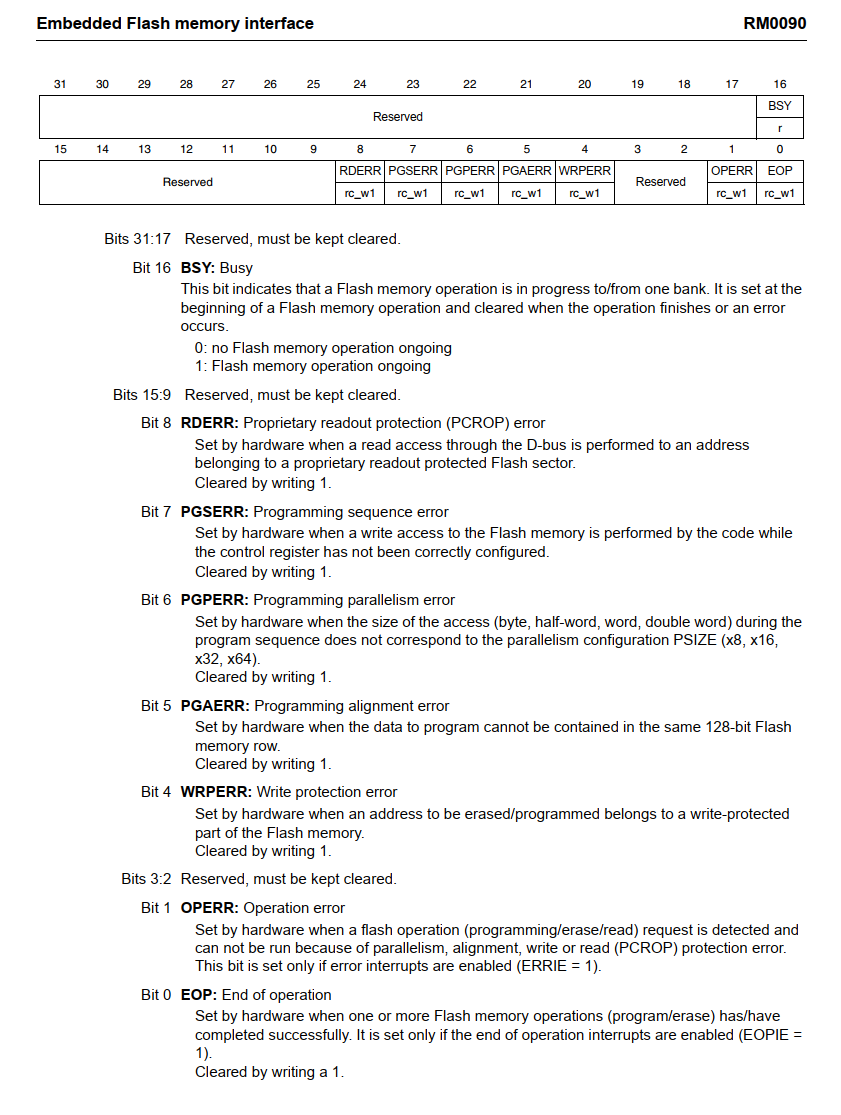 Embedded Flash memory interface RM0090
31 30 29 28 27 26 25 24 23 22 21 20 19 18 17 16
Reserved BSY
r
15 14 13 12 11 10 9 8 7 6 5 4 3 2 1 0
Reserved RDERR PGSERR PGPERR PGAERR WRPERR Reserved OPERR EOP
rc_w1 rc_w1 rc_w1 rc_w1 rc_w1 rc_w1 rc_w1
Bits 31:17 Reserved, must be kept cleared.
Bit 16 BSY: Busy
This bit indicates that a Flash memory operation is in progress to/from one bank. It is set at the
beginning of a Flash memory operation and cleared when the operation finishes or an error
occurs.
0: no Flash memory operation ongoing
1: Flash memory operation ongoing
Bits 15:9 Reserved, must be kept cleared.
Bit 8 RDERR: Proprietary readout protection (PCROP) error
Set by hardware when a read access through the D-bus is performed to an address
belonging to a proprietary readout protected Flash sector.
Cleared by writing 1.
Bit 7 PGSERR: Programming sequence error
Set by hardware when a write access to the Flash memory is performed by the code while
the control register has not been correctly configured.
Cleared by writing 1.
Bit 6 PGPERR: Programming parallelism error
Set by hardware when the size of the access (byte, half-word, word, double word) during the
program sequence does not correspond to the parallelism configuration PSIZE (x8, x16,
x32, x64).
Cleared by writing 1.
Bit 5 PGAERR: Programming alignment error
Set by hardware when the data to program cannot be contained in the same 128-bit Flash
memory row.
Cleared by writing 1.
Bit 4 WRPERR: Write protection error
Set by hardware when an address to be erased/programmed belongs to a write-protected
part of the Flash memory.
Cleared by writing 1.
Bits 3:2 Reserved, must be kept cleared.
Bit 1 OPERR: Operation error
Set by hardware when a flash operation (programming/erase/read) request is detected and
can not be run because of parallelism, alignment, write or read (PCROP) protection error.
This bit is set only if error interrupts are enabled (ERRIE = 1).
Bit 0 EOP: End of operation
Set by hardware when one or more Flash memory operations (program/erase) has/have
completed successfully. It is set only if the end of operation interrupts are enabled (EOPIE =
1).
Cleared by writing a 1.